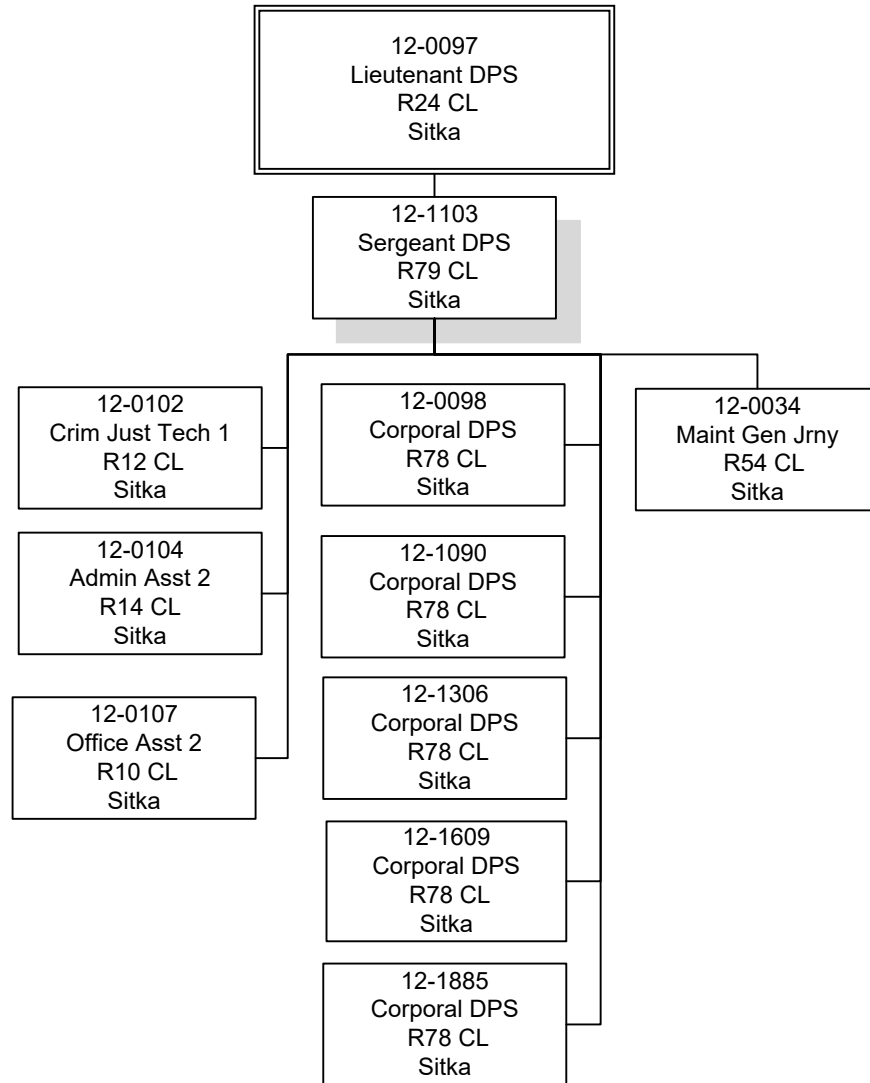 12-0097
Lieutenant DPS
R24 CL
Sitka
12-1103
Sergeant DPS
R79 CL
Sitka
12-0102
Crim Just Tech 1
R12 CL
Sitka
12-0104
Admin Asst 2
R14 CL
Sitka
12-0107
Office Asst 2
R10 CL
Sitka
12-0098
Corporal DPS
R78 CL
Sitka
12-1090
Corporal DPS
R78 CL
Sitka
12-1306
Corporal DPS
R78 CL
Sitka
12-1609
Corporal DPS
R78 CL
Sitka
12-1885
Corporal DPS
R78 CL
Sitka
12-0034
Maint Gen Jrny
R54 CL
Sitka